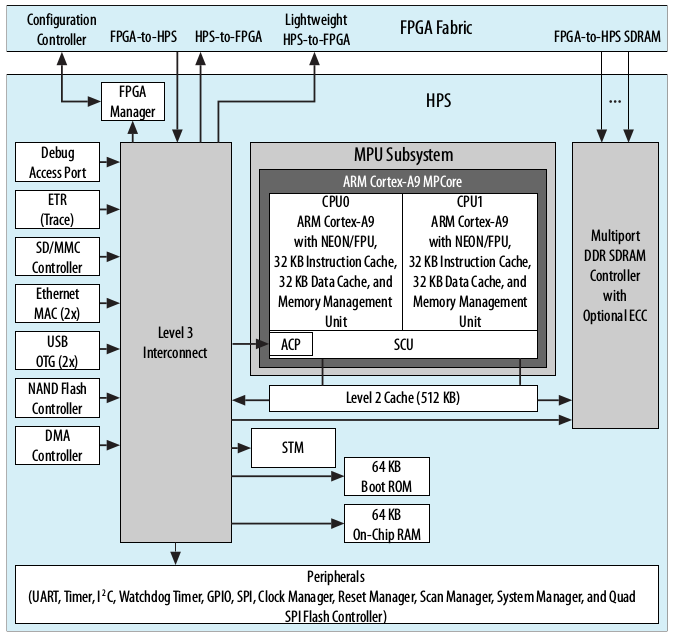 Configuration
Controller
FPGA-to-HPS
HPS-to-FPGA
Lightweight
HPS-to-FPGA
FPGA Fabric
FPGA-to-HPS SDRAM
FPGA
Manager
HPS
...
Debug
Access Port
ETR
(Trace)
SD/MMC
Controller
Ethernet
MAC (2x)
USB
OTG (2x)
NAND Flash
Controller
DMA
Controller
Level 3
Interconnect
MPU Subsystem
ARM Cortex-A9 MPCore
CPU0
ARM Cortex-A9
with NEON/FPU,
32 KB Instruction Cache,
32 KB Data Cache, and
Memory Management
Unit
CPU1
ARM Cortex-A9
with NEON/FPU,
32 KB Instruction Cache,
32 KB Data Cache, and
Memory Management
Unit
ACP
SCU
Level 2 Cache (512 KB)
Multiport
DDR SDRAM
Controller
with
Optional ECC
STM
64 KB
Boot ROM
64 KB
On-Chip RAM
Peripherals
(UART, Timer, I²C, Watchdog Timer, GPIO, SPI, Clock Manager, Reset Manager, Scan Manager, System Manager, and Quad
SPI Flash Controller)